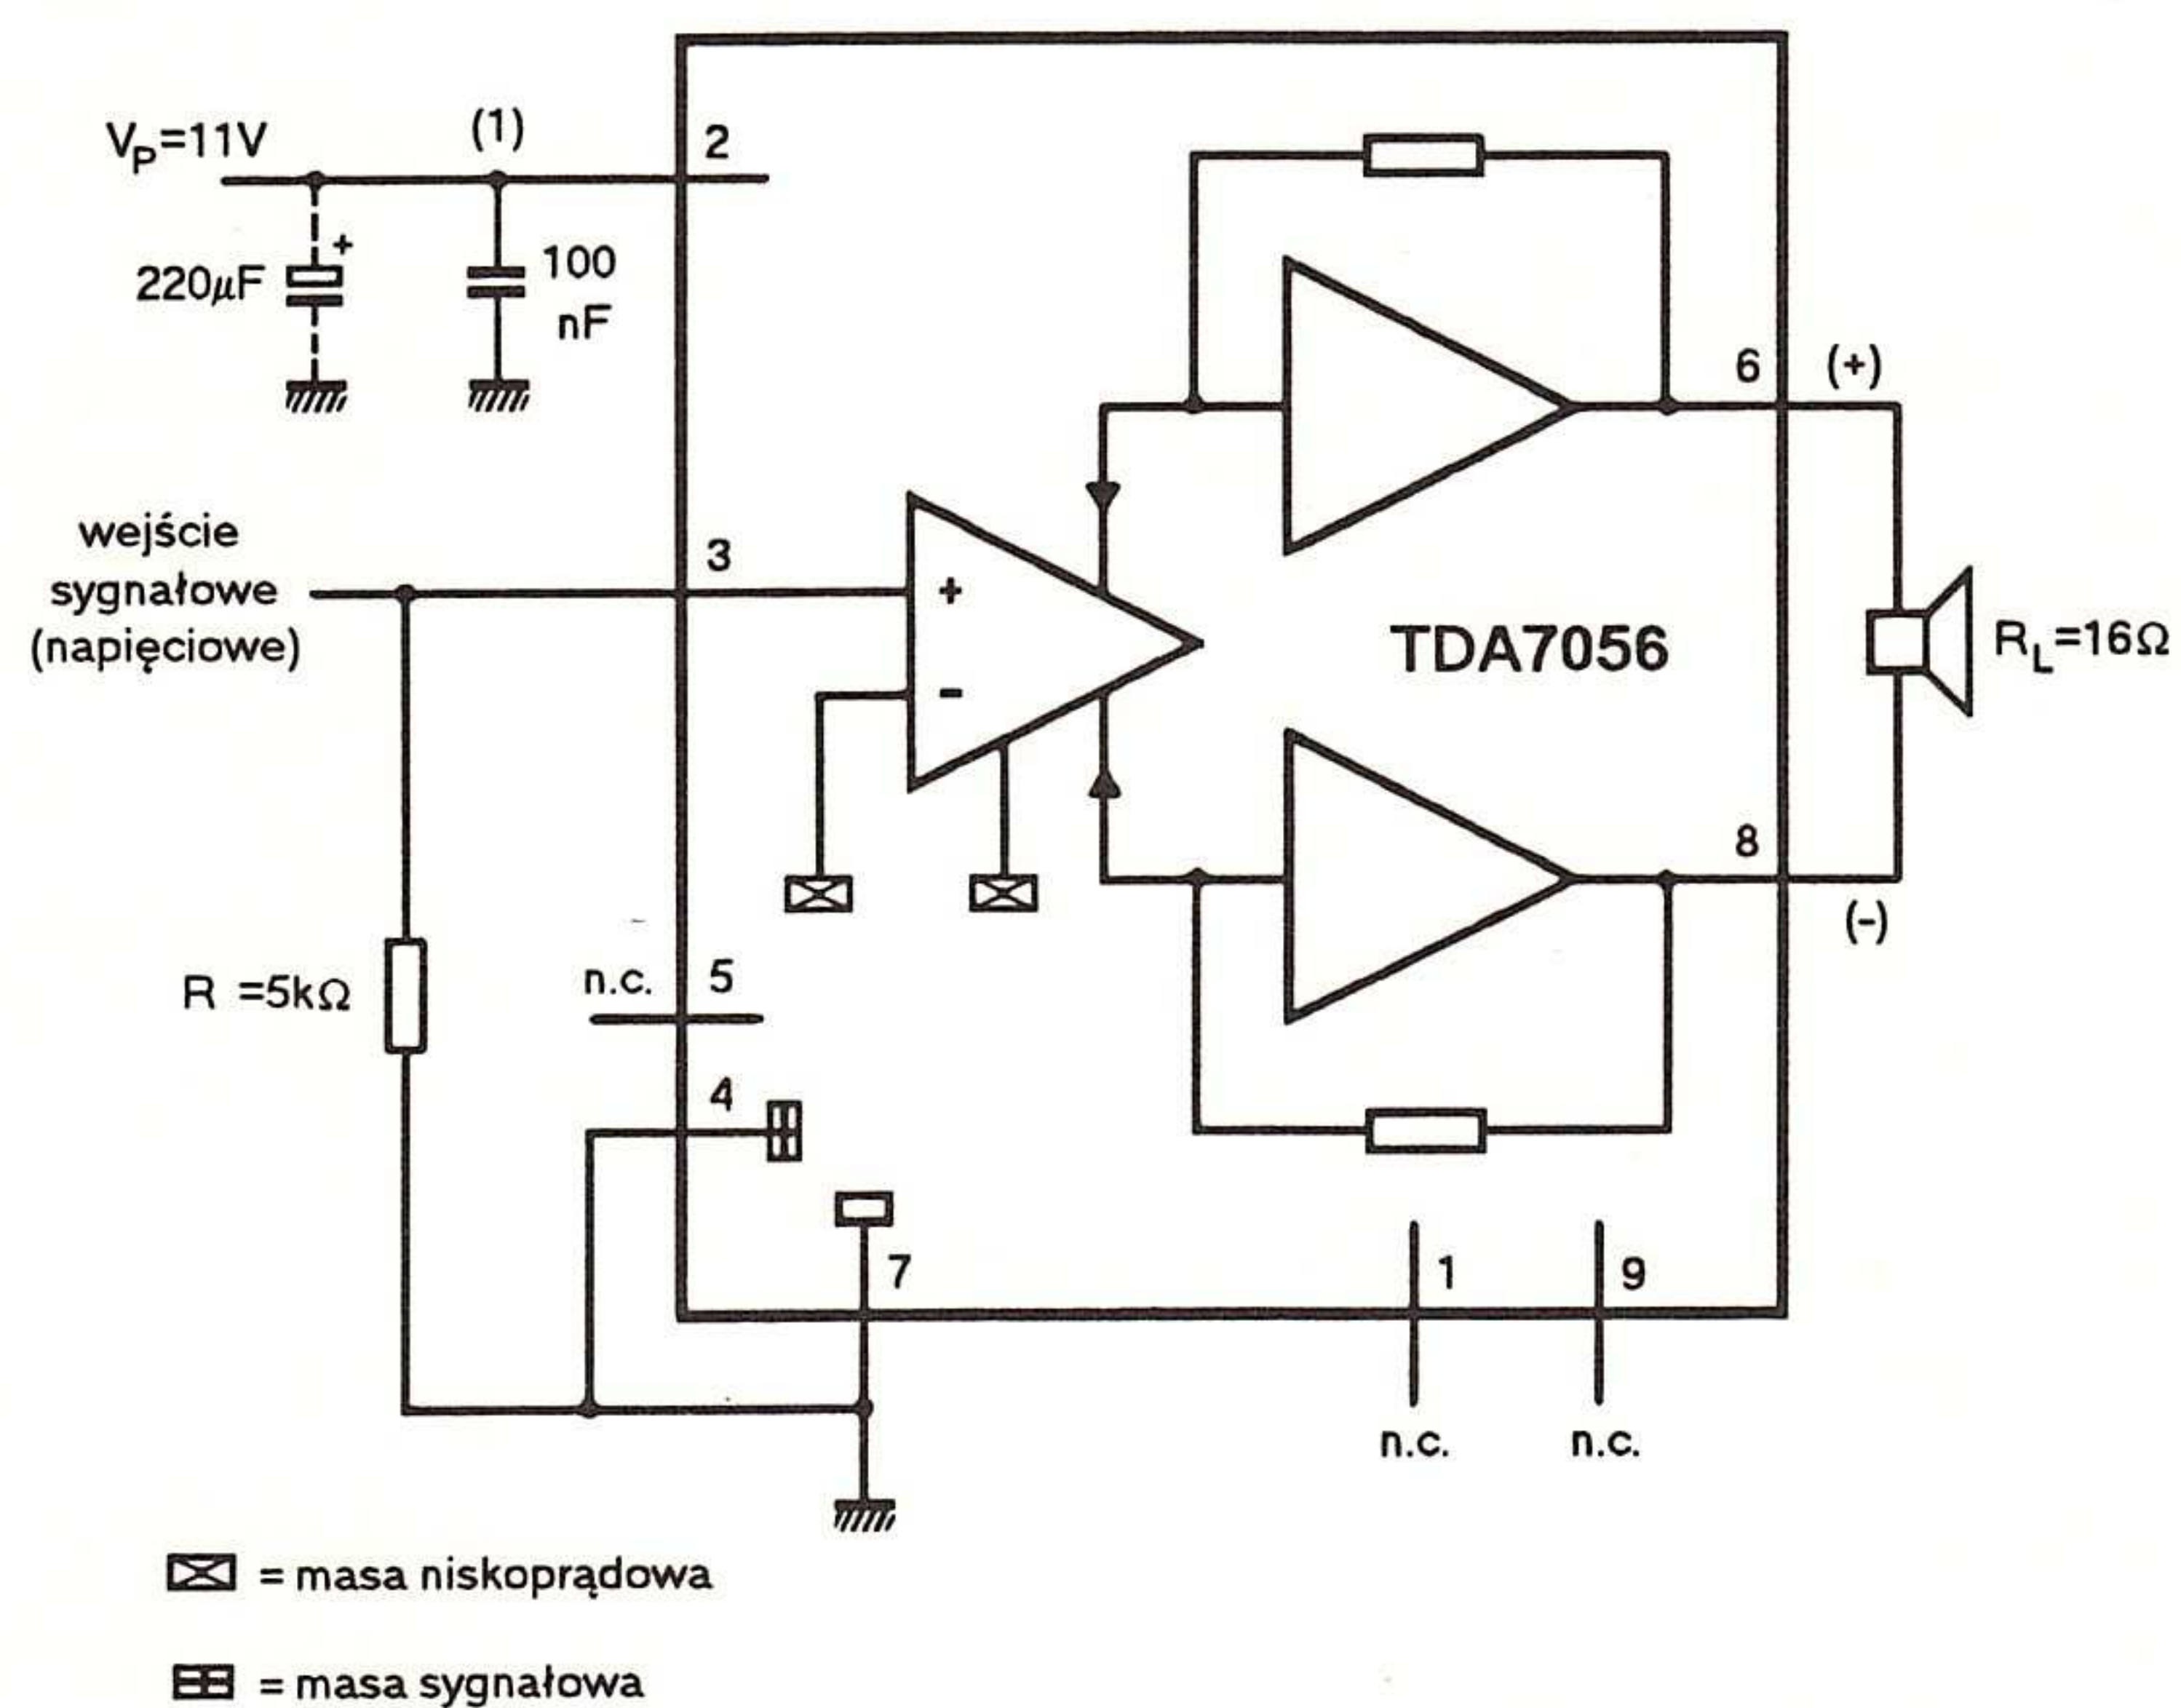 V_P=11V
(1)
2
+
220µF
100
nF
6
(+)
wejście
sygnałowe
(napięciowe)
3
+
-
TDA7056
R_L=16Ω
8
(-)
R =5kΩ
n.c.
5
4
7
1
9
n.c.
n.c.
= masa niskoprądowa
= masa sygnałowa